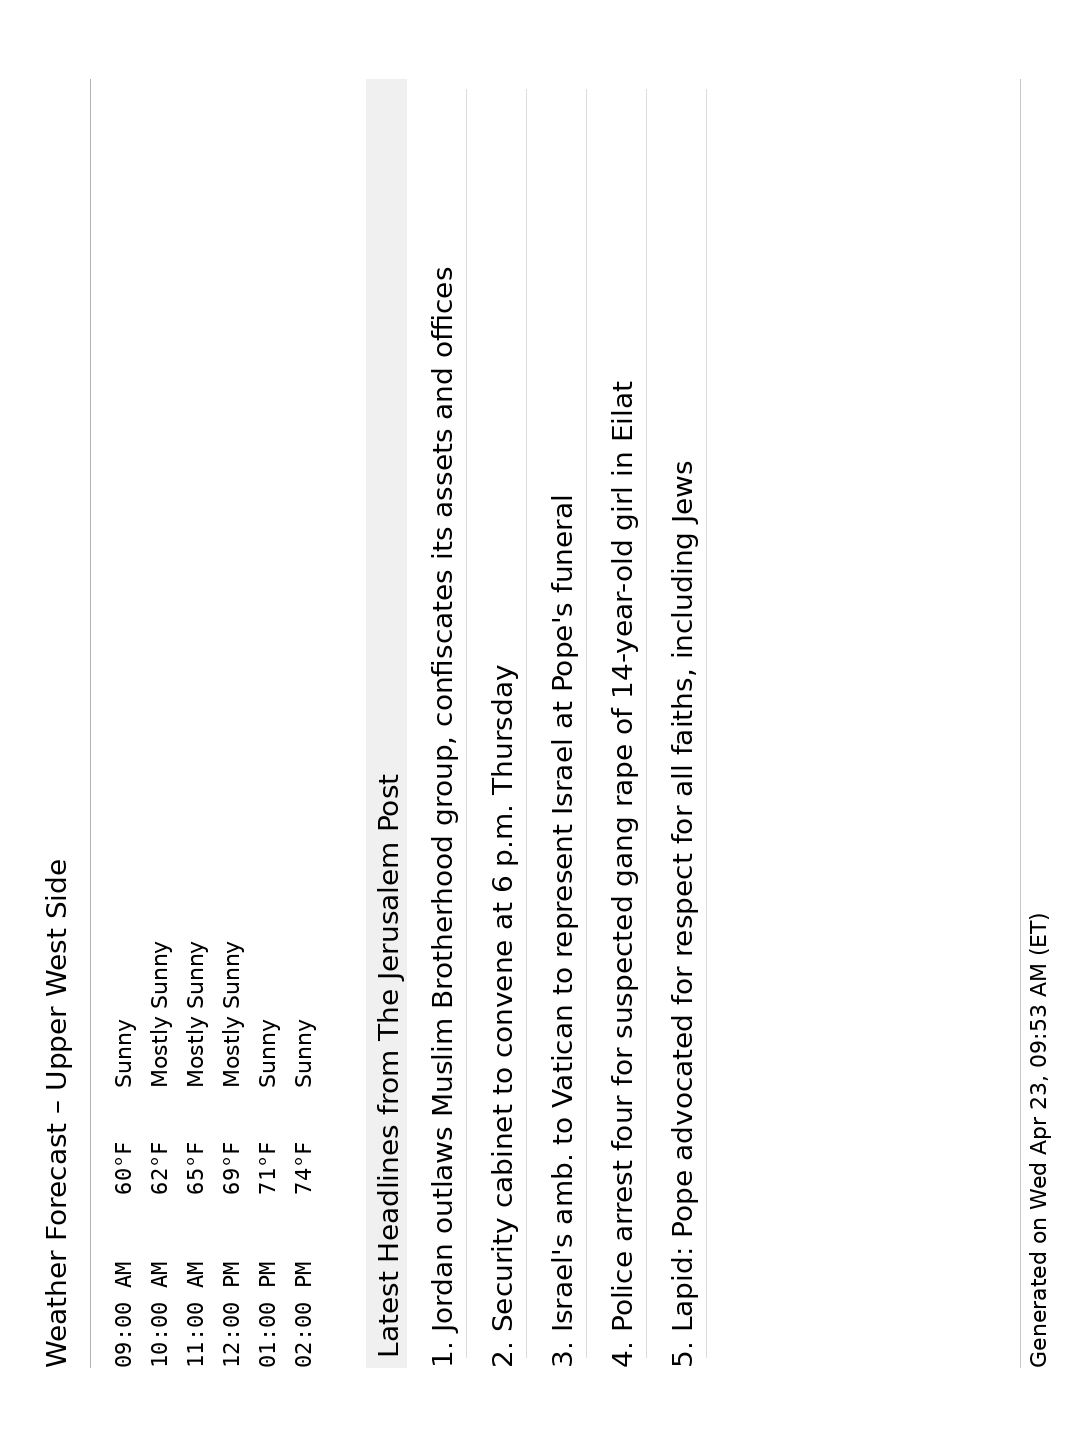 Weather Forecast – Upper West Side
09:00 AM 60°F Sunny
10:00 AM 62°F Mostly Sunny
11:00 AM 65°F Mostly Sunny
12:00 PM 69°F Mostly Sunny
01:00 PM 71°F Sunny
02:00 PM 74°F Sunny
Latest Headlines from The Jerusalem Post
1. Jordan outlaws Muslim Brotherhood group, confiscates its assets and offices
2. Security cabinet to convene at 6 p.m. Thursday
3. Israel's amb. to Vatican to represent Israel at Pope's funeral
4. Police arrest four for suspected gang rape of 14-year-old girl in Eilat
5. Lapid: Pope advocated for respect for all faiths, including Jews
Generated on Wed Apr 23, 09:53 AM (ET)